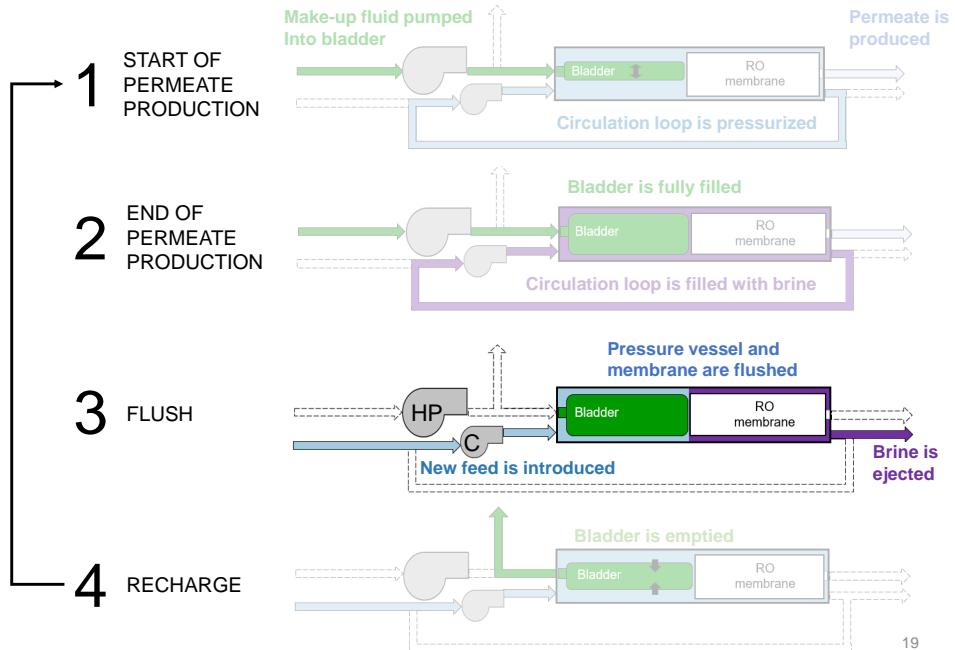 Make-up fluid pumped
Into bladder
Permeate is
produced
1
START OF
PERMEATE
PRODUCTION
Bladder
RO
membrane
Circulation loop is pressurized
Bladder is fully filled
2
END OF
PERMEATE
PRODUCTION
Bladder
RO
membrane
Circulation loop is filled with brine
Pressure vessel and
membrane are flushed
3
FLUSH
HP
C
Bladder
RO
membrane
New feed is introduced
Brine is
ejected
Bladder is emptied
4
RECHARGE
Bladder
RO
membrane
19